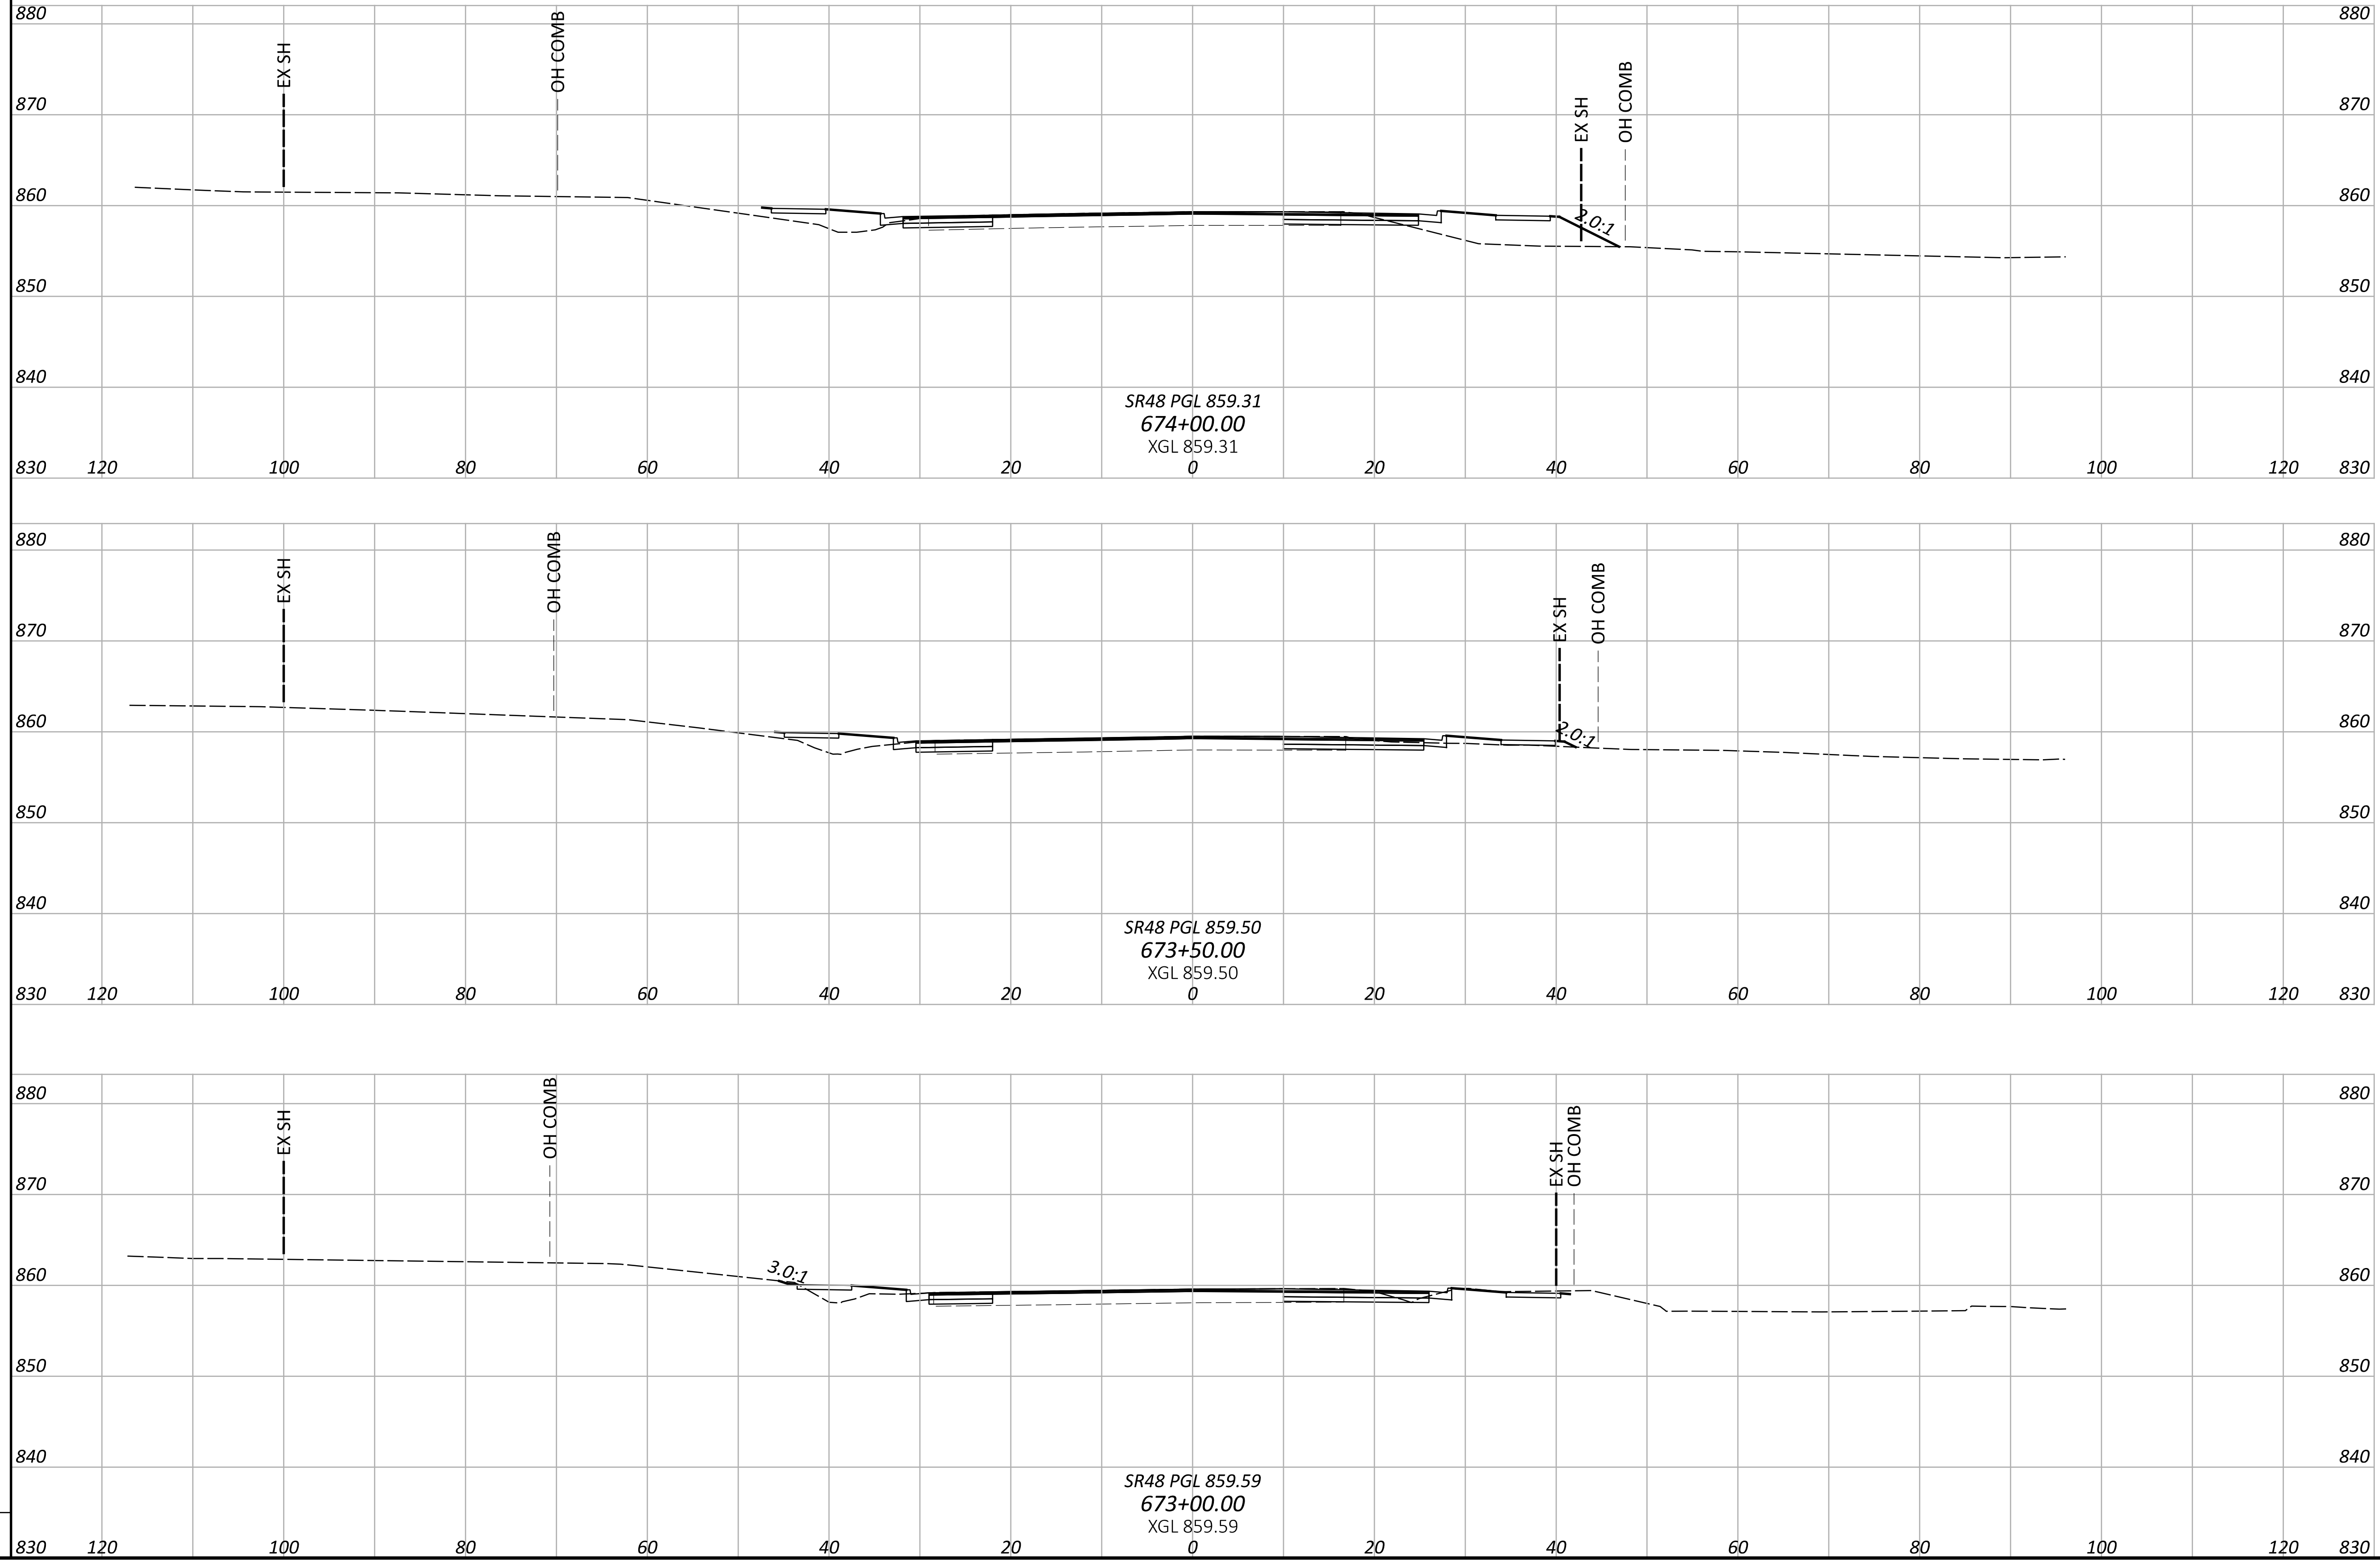 880 880
OH COMB
EX SH
OH COMB
EX SH
870 870
860 860
2.0:1
850 850
840 840
SR48 PGL 859.31
674+00.00
XGL 859.31
830 120 100 80 60 40 20 0 20 40 60 80 100 120 830
880 880
OH COMB
EX SH
OH COMB
EX SH
870 870
860 860
2.0:1
850 850
840 840
SR48 PGL 859.50
673+50.00
XGL 859.50
830 120 100 80 60 40 20 0 20 40 60 80 100 120 830
880 880
OH COMB
EX SH
OH COMB
EX SH
870 870
860 860
3.0:1
850 850
840 840
SR48 PGL 859.59
673+00.00
XGL 859.59
830 120 100 80 60 40 20 0 20 40 60 80 100 120 830